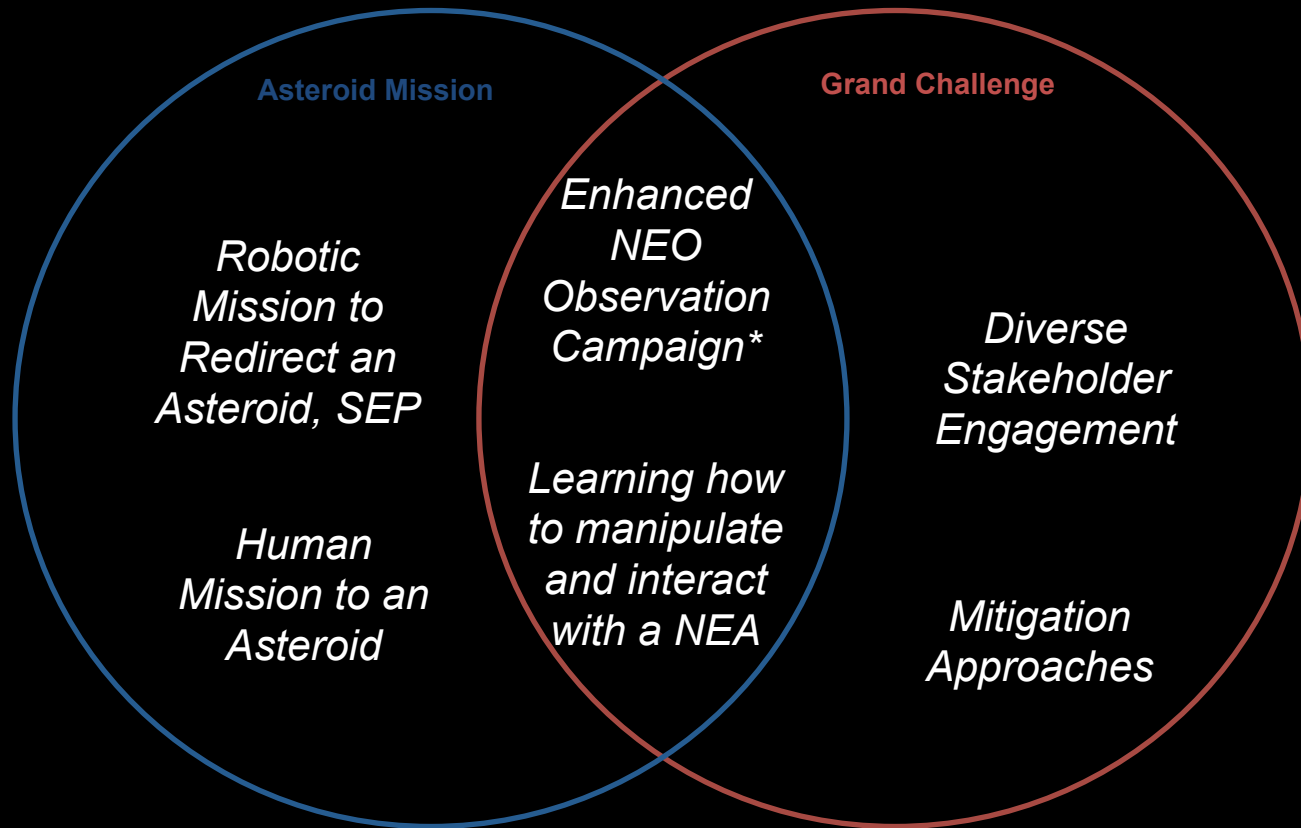 Asteroid Mission
Grand Challenge
Robotic
Mission to
Redirect an
Asteroid, SEP
Human
Mission to an
Asteroid
Enhanced
NEO
Observation
Campaign*
Learning how
to manipulate
and interact
with a NEA
Diverse
Stakeholder
Engagement
Mitigation
Approaches